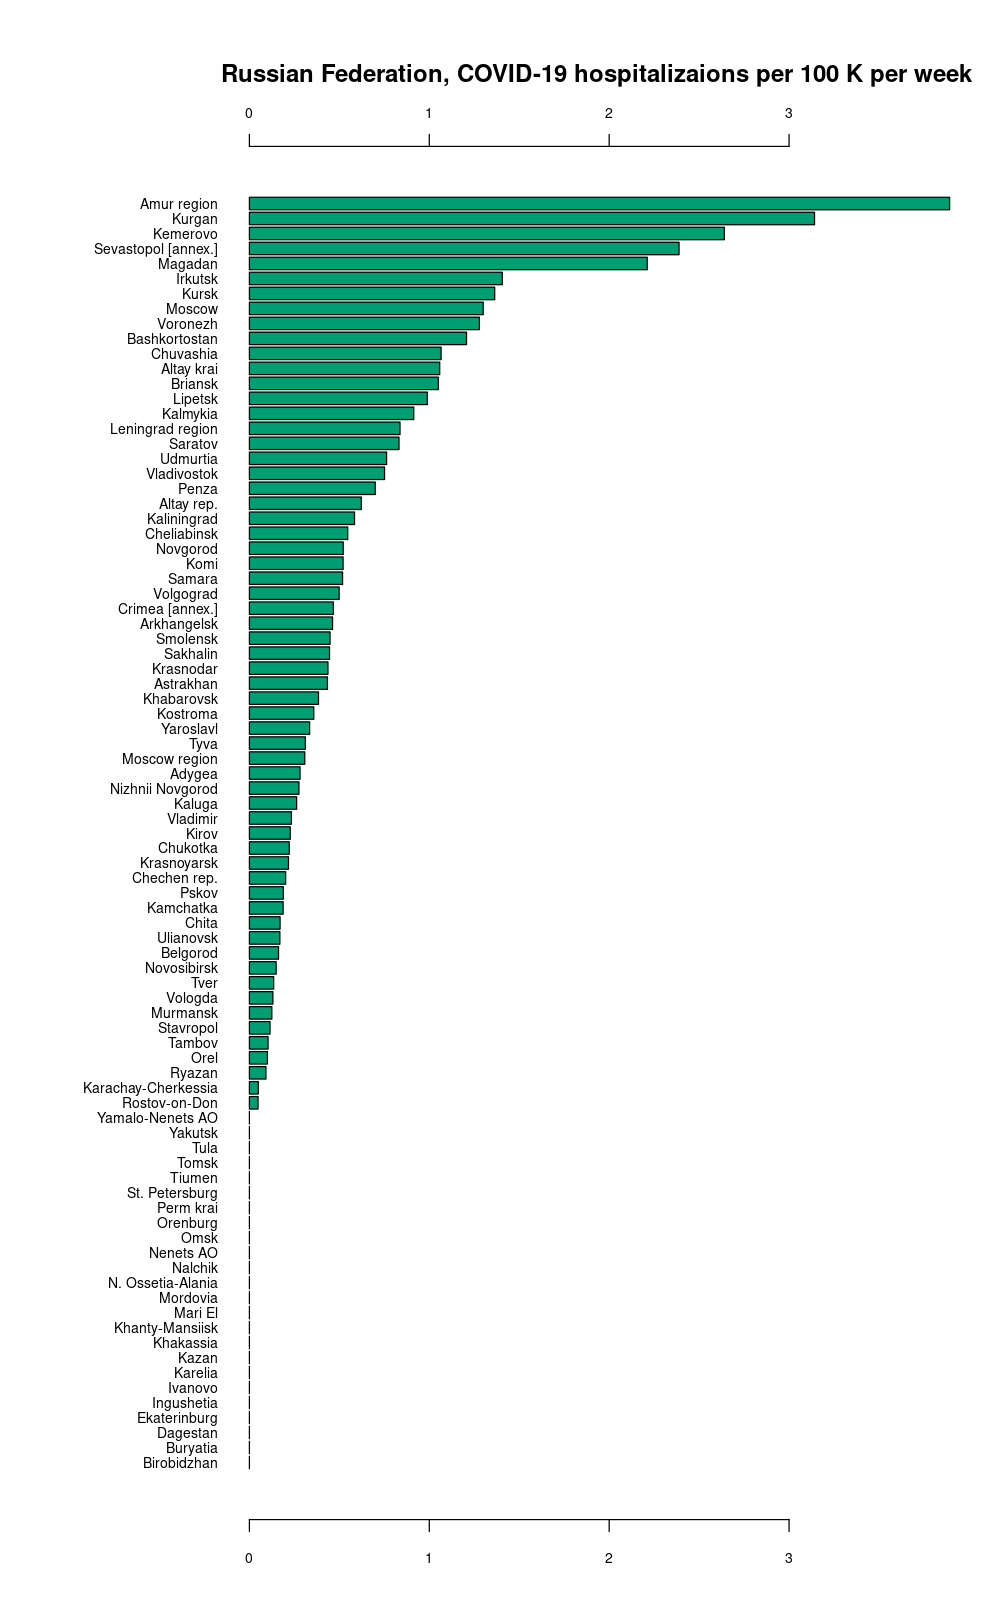 Russian Federation, COVID-19 hospitalizaions per 100 K per week
0 1 2 3
Amur region
Kurgan
Kemerovo
Sevastopol [annex.]
Magadan
Irkutsk
Kursk
Moscow
Voronezh
Bashkortostan
Chuvashia
Altay krai
Briansk
Lipetsk
Kalmykia
Leningrad region
Saratov
Udmurtia
Vladivostok
Penza
Altay rep.
Kaliningrad
Cheliabinsk
Novgorod
Komi
Samara
Volgograd
Crimea [annex.]
Arkhangelsk
Smolensk
Sakhalin
Krasnodar
Astrakhan
Khabarovsk
Kostroma
Yaroslavl
Tyva
Moscow region
Adygea
Nizhnii Novgorod
Kaluga
Vladimir
Kirov
Chukotka
Krasnoyarsk
Chechen rep.
Pskov
Kamchatka
Chita
Ulianovsk
Belgorod
Novosibirsk
Tver
Vologda
Murmansk
Stavropol
Tambov
Orel
Ryazan
Karachay-Cherkessia
Rostov-on-Don
Yamalo-Nenets AO
Yakutsk
Tula
Tomsk
Tiumen
St. Petersburg
Perm krai
Orenburg
Omsk
Nenets AO
Nalchik
N. Ossetia-Alania
Mordovia
Mari El
Khanty-Mansiisk
Khakassia
Kazan
Karelia
Ivanovo
Ingushetia
Ekaterinburg
Dagestan
Buryatia
Birobidzhan
0 1 2 3